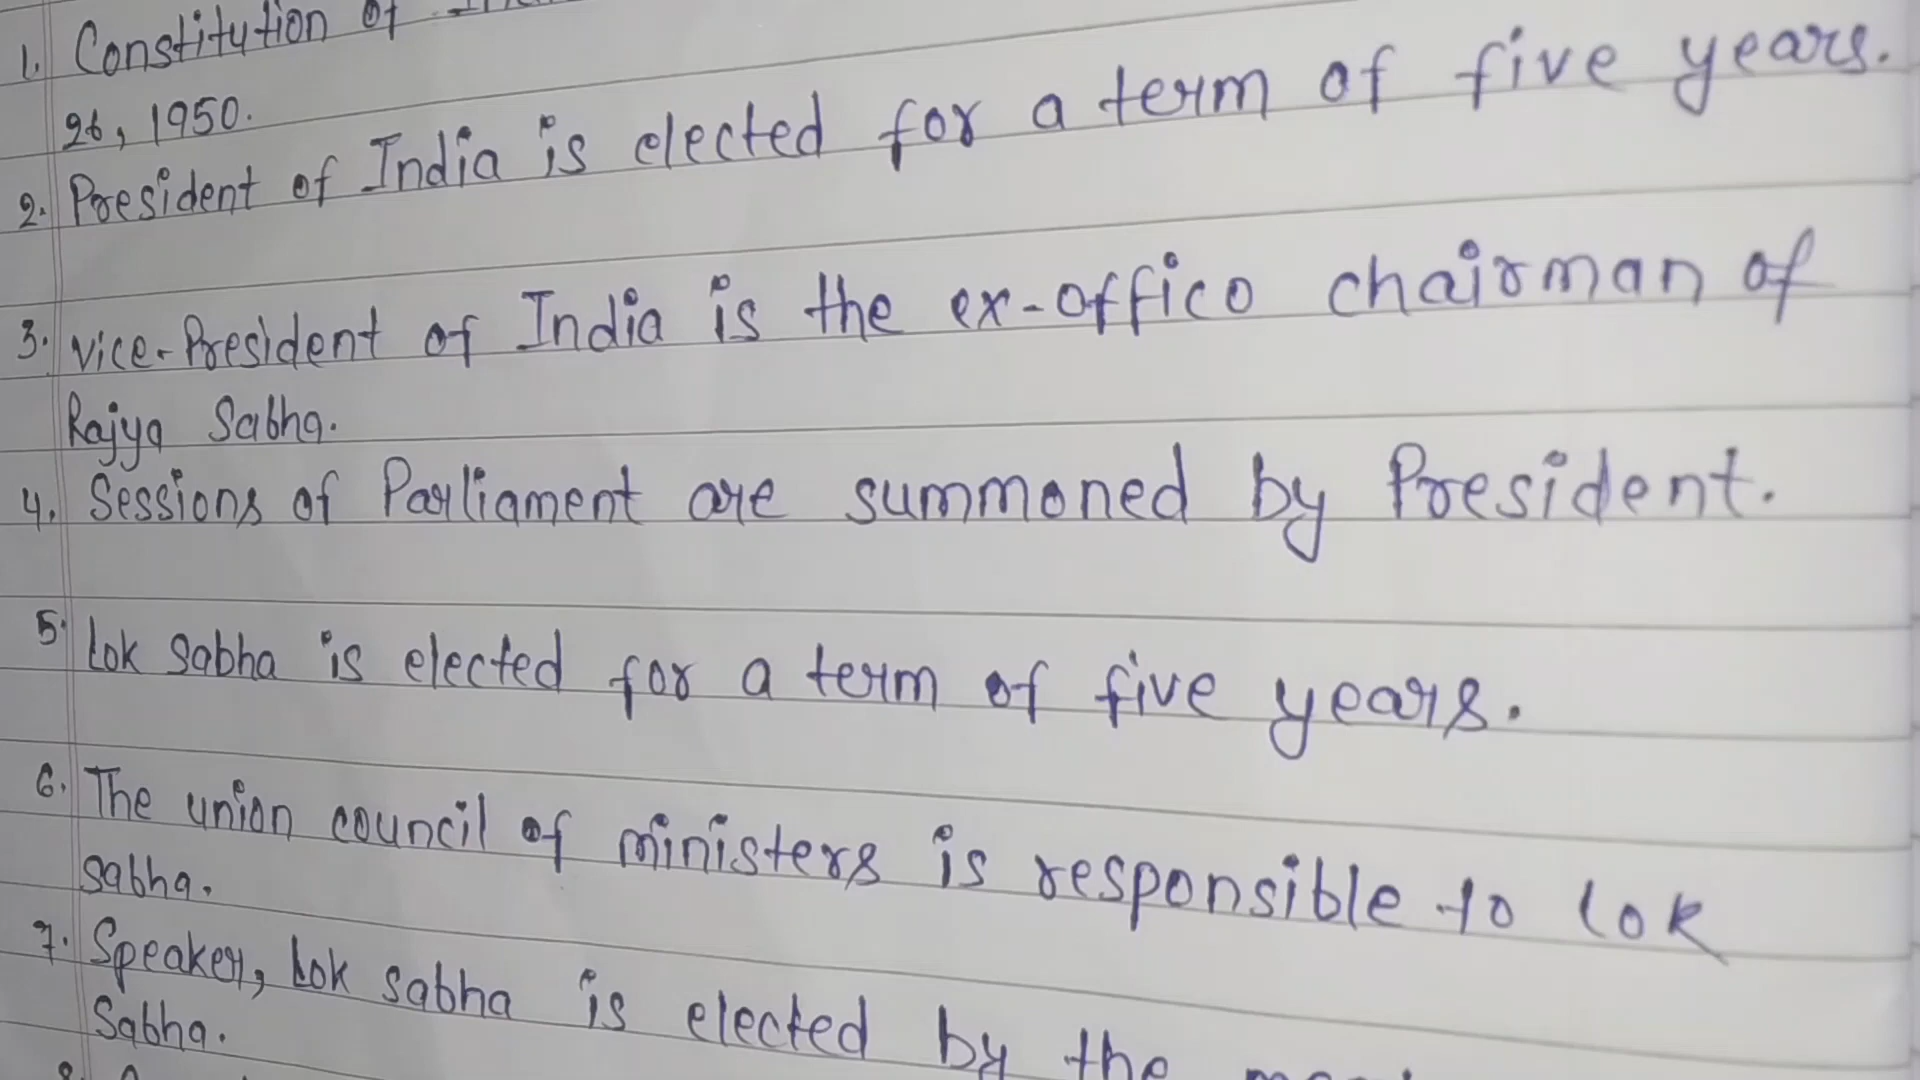 1. Constitution of
26, 1950.
2. President of India is elected for a term of five years.
3. Vice-President of India is the ex-offico chairman of
Rajya Sabha.
4. Sessions of Parliament are summoned by President.
5. Lok Sabha is elected for a term of five years.
6. The union council of ministers is responsible to lok
sabha.
7. Speaker, Lok sabha is elected by the
Sabha.
8.